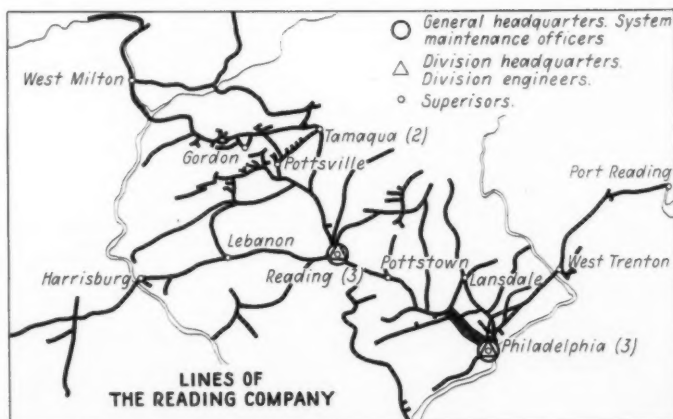 General headquarters. System
maintenance officers
Division headquarters.
Division engineers.
Superisors.
West Milton
Tamaqua (2)
Gordon
Pottsville
Port Reading
Lebanon
Harrisburg
Reading (3)
Pottstown
Lansdale
West Trenton
Philadelphia (3)
LINES OF
THE READING COMPANY